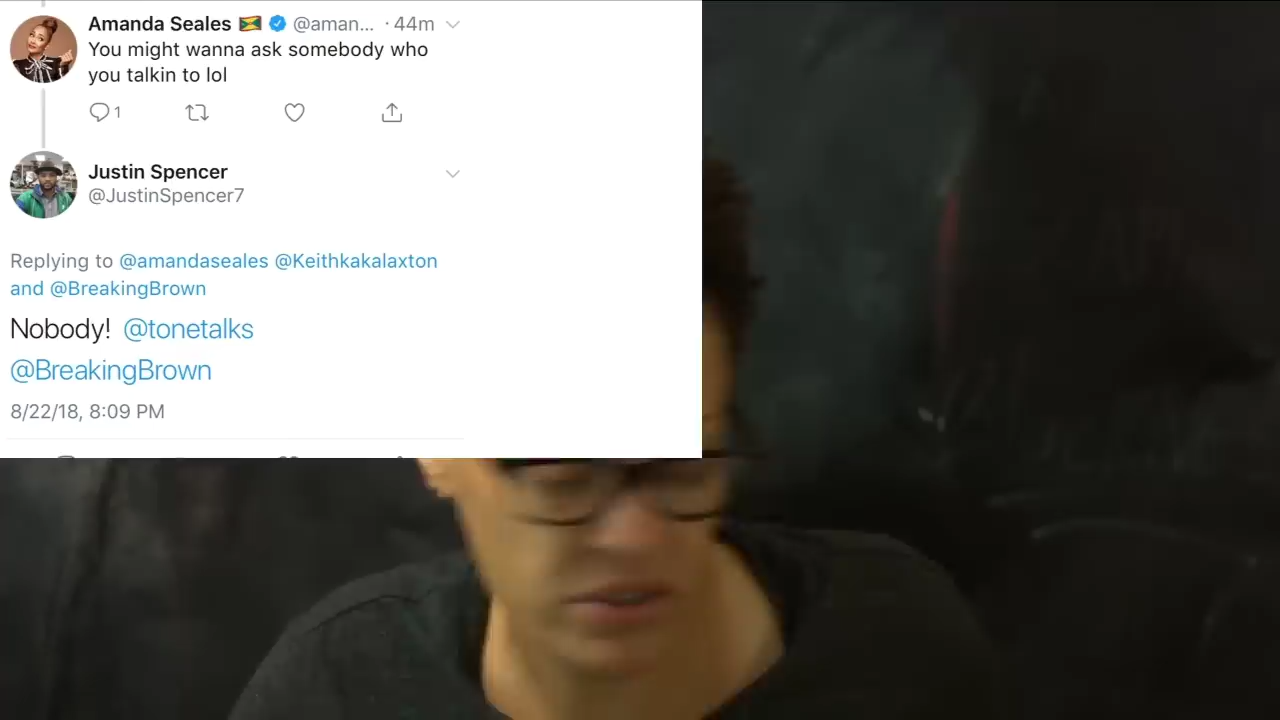 Amanda Seales 🇬🇩 @aman... · 44m
You might wanna ask somebody who
you talkin to lol
1
Justin Spencer
@JustinSpencer7
Replying to @amandaseales @Keithkakalaxton
and @BreakingBrown
Nobody! @tonetalks
@BreakingBrown
8/22/18, 8:09 PM